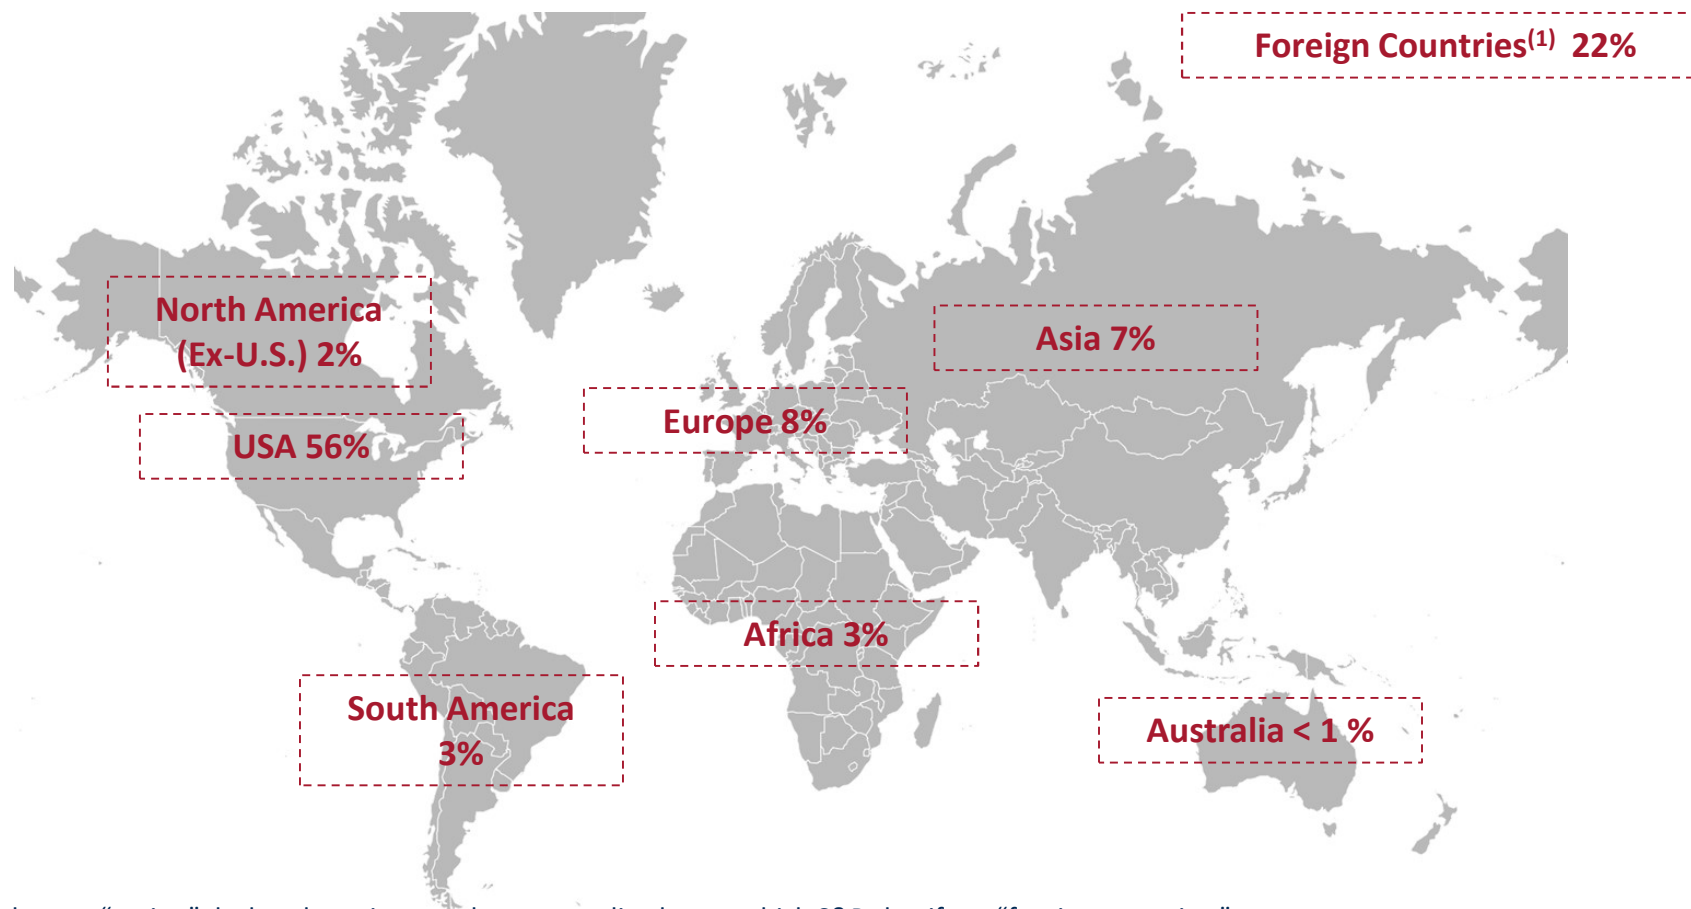 Foreign Countries(1) 22%
North America
(Ex-U.S.) 2%
Asia 7%
Europe 8%
USA 56%
Africa 3%
South America
3%
Australia < 1 %